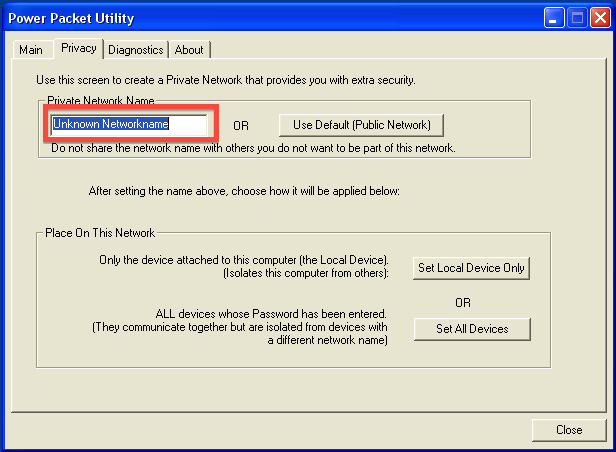 Power Packet Utility
Main Privacy Diagnostics About
Use this screen to create a Private Network that provides you with extra security.
Private Network Name
Unknown Networkname OR Use Default (Public Network)
Do not share the network name with others you do not want to be part of this network.
After setting the name above, choose how it will be applied below:
Place On This Network
Only the device attached to this computer (the Local Device).
(Isolates this computer from others):
Set Local Device Only
OR
ALL devices whose Password has been entered.
(They communicate together but are isolated from devices with
a different network name)
Set All Devices
Close